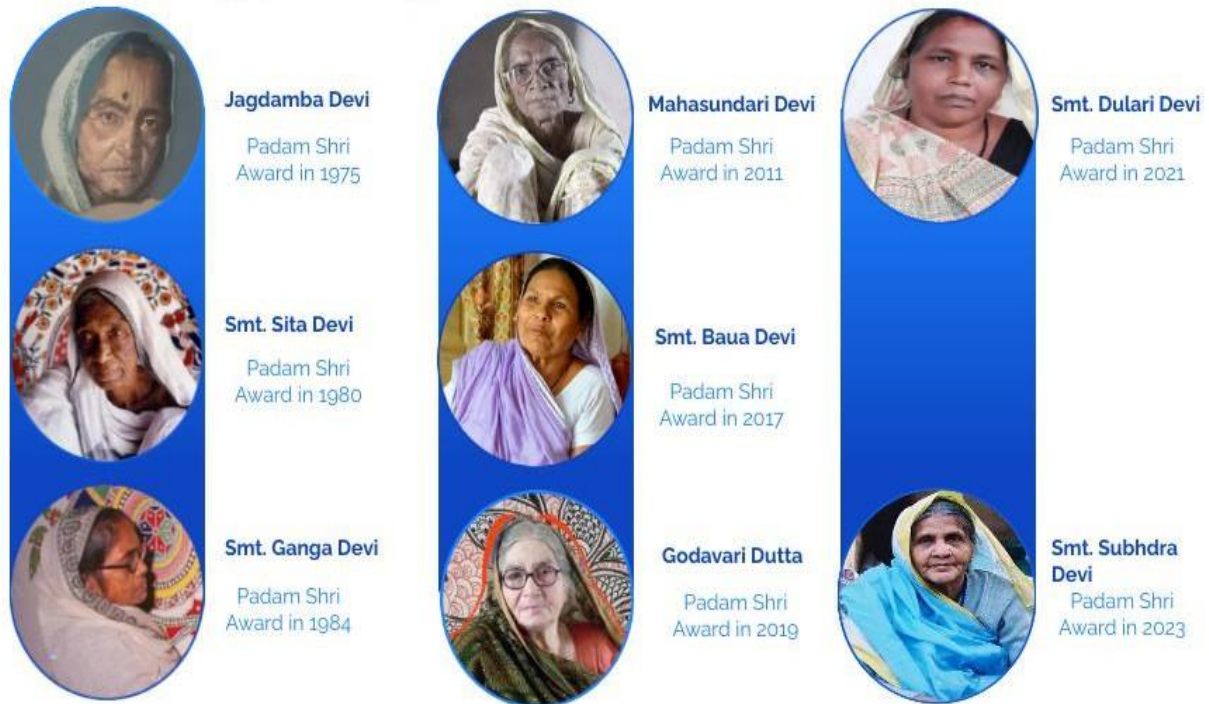 Jagdamba Devi
Padam Shri
Award in 1975
Smt. Sita Devi
Padam Shri
Award in 1980
Smt. Ganga Devi
Padam Shri
Award in 1984
Mahasundari Devi
Padam Shri
Award in 2011
Smt. Baua Devi
Padam Shri
Award in 2017
Godavari Dutta
Padam Shri
Award in 2019
Smt. Dulari Devi
Padam Shri
Award in 2021
Smt. Subhdra
Devi
Padam Shri
Award in 2023